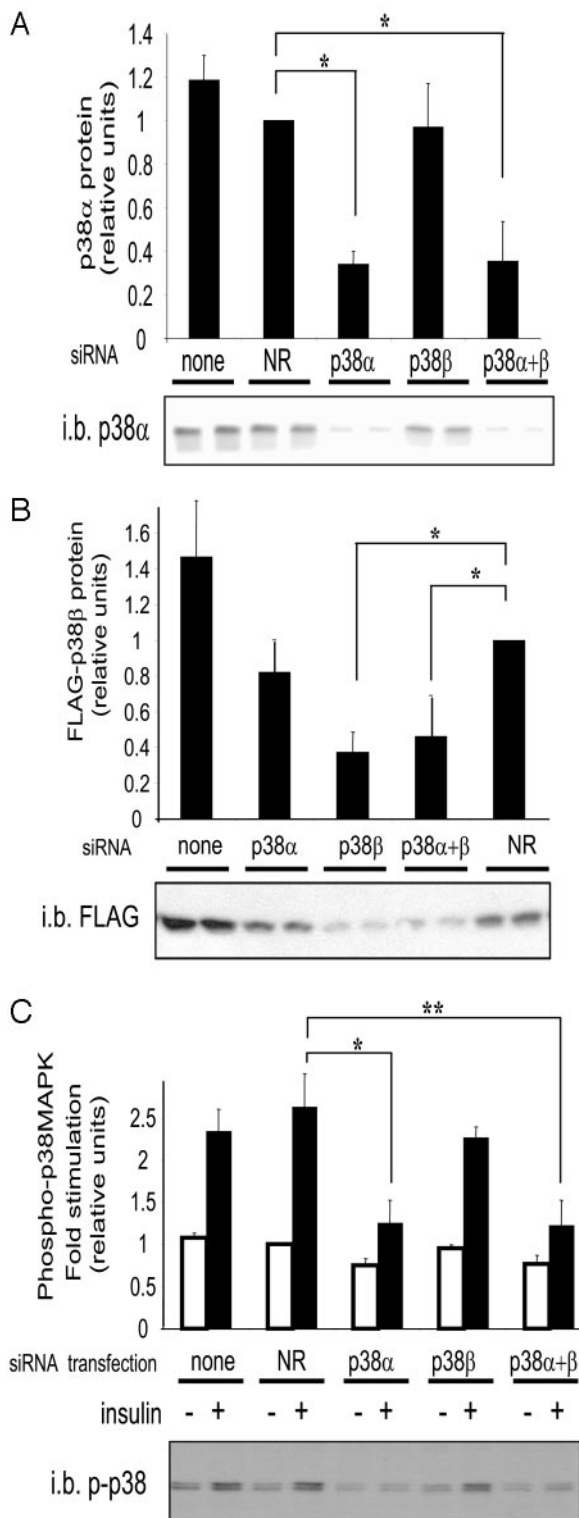 A
p38α protein
(relative units)
1.4
1.2
1
0.8
0.6
0.4
0.2
0
*
*
siRNA none NR p38α p38β p38α+β
i.b. p38α
B
FLAG-p38β protein
(relative units)
1.6
1.4
1.2
1
0.8
0.6
0.4
0.2
0
*
*
siRNA none p38α p38β p38α+β NR
i.b. FLAG
C
Phospho-p38MAPK
Fold stimulation
(relative units)
2.5
2
1.5
1
0.5
0
**
*
siRNA transfection none NR p38α p38β p38α+β
insulin - + - + - + - + - +
i.b. p-p38